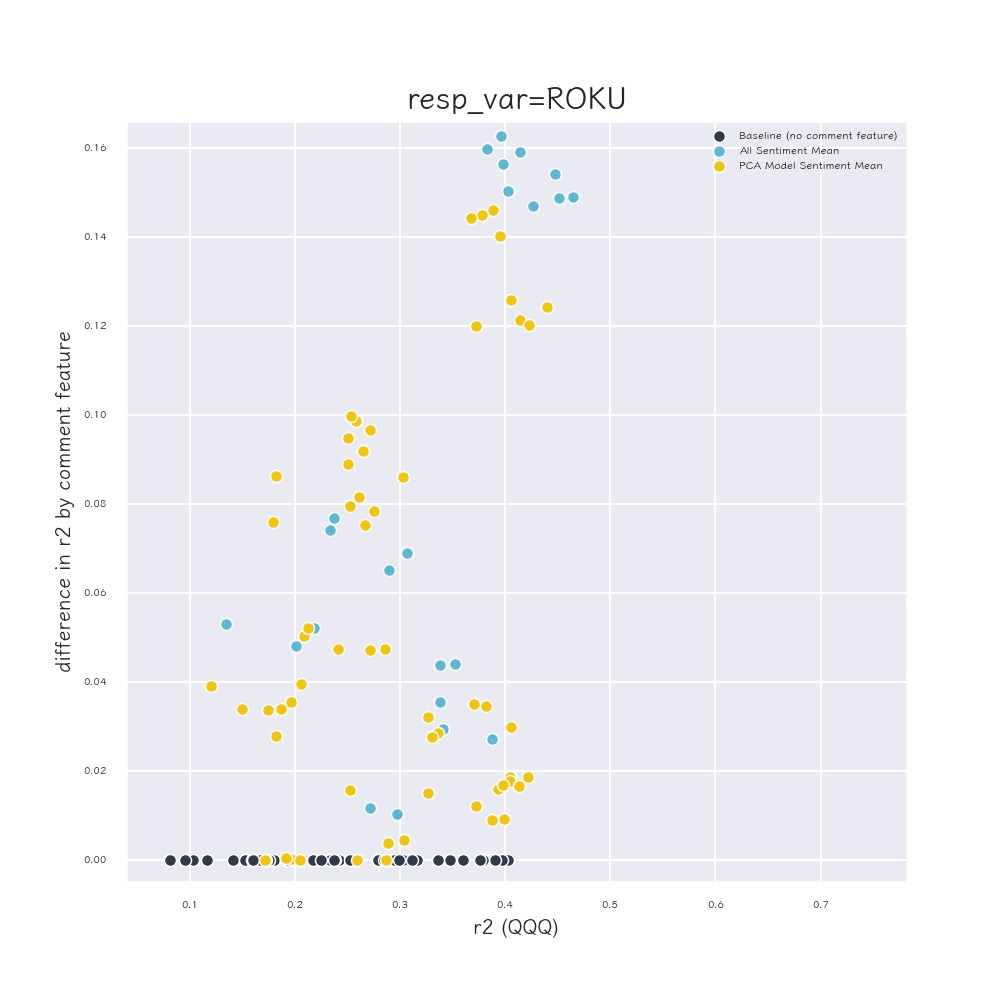 resp_var=ROKU
Baseline (no comment feature)
All Sentiment Mean
PCA Model Sentiment Mean
difference in r2 by comment feature
0.16
0.14
0.12
0.10
0.08
0.06
0.04
0.02
0.00
0.1 0.2 0.3 0.4 0.5 0.6 0.7
r2 (QQQ)